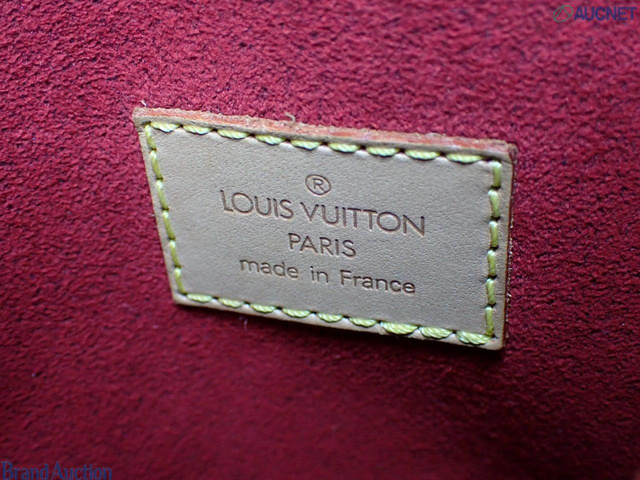 AUCNET
®
LOUIS VUITTON
PARIS
made in France
Brand Auction